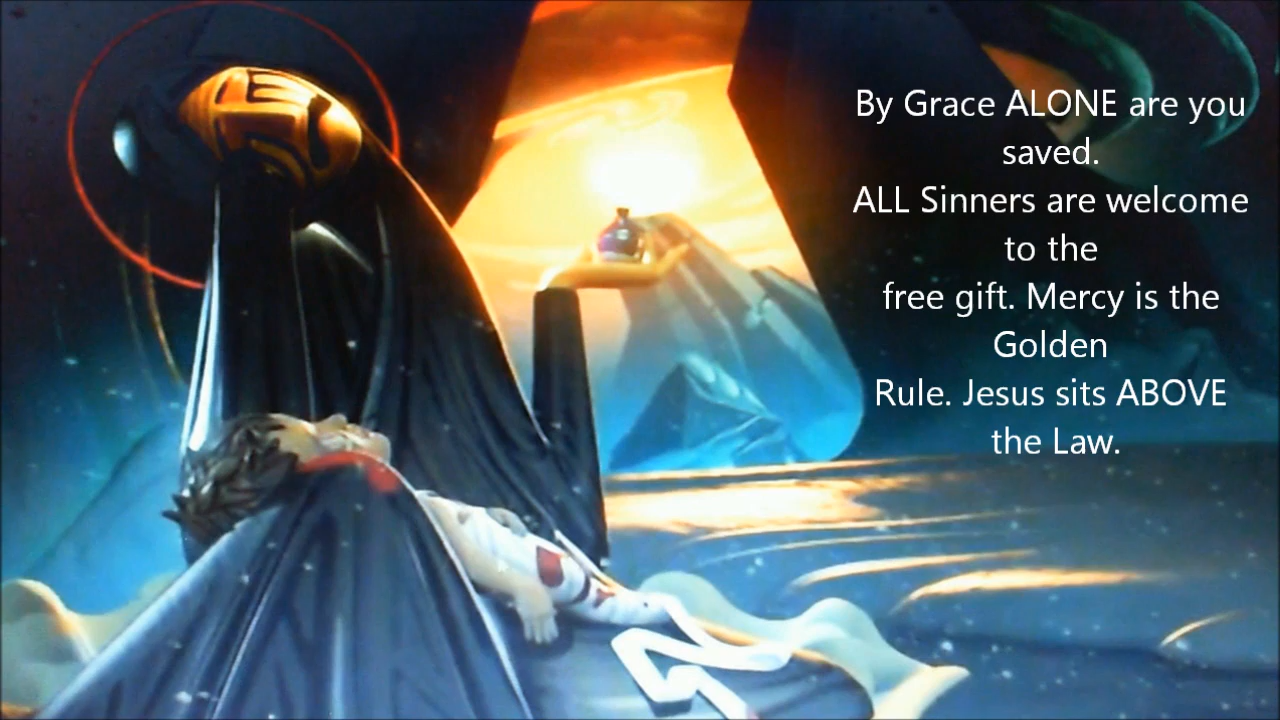 By Grace ALONE are you
saved.
ALL Sinners are welcome
to the
free gift. Mercy is the
Golden
Rule. Jesus sits ABOVE
the Law.